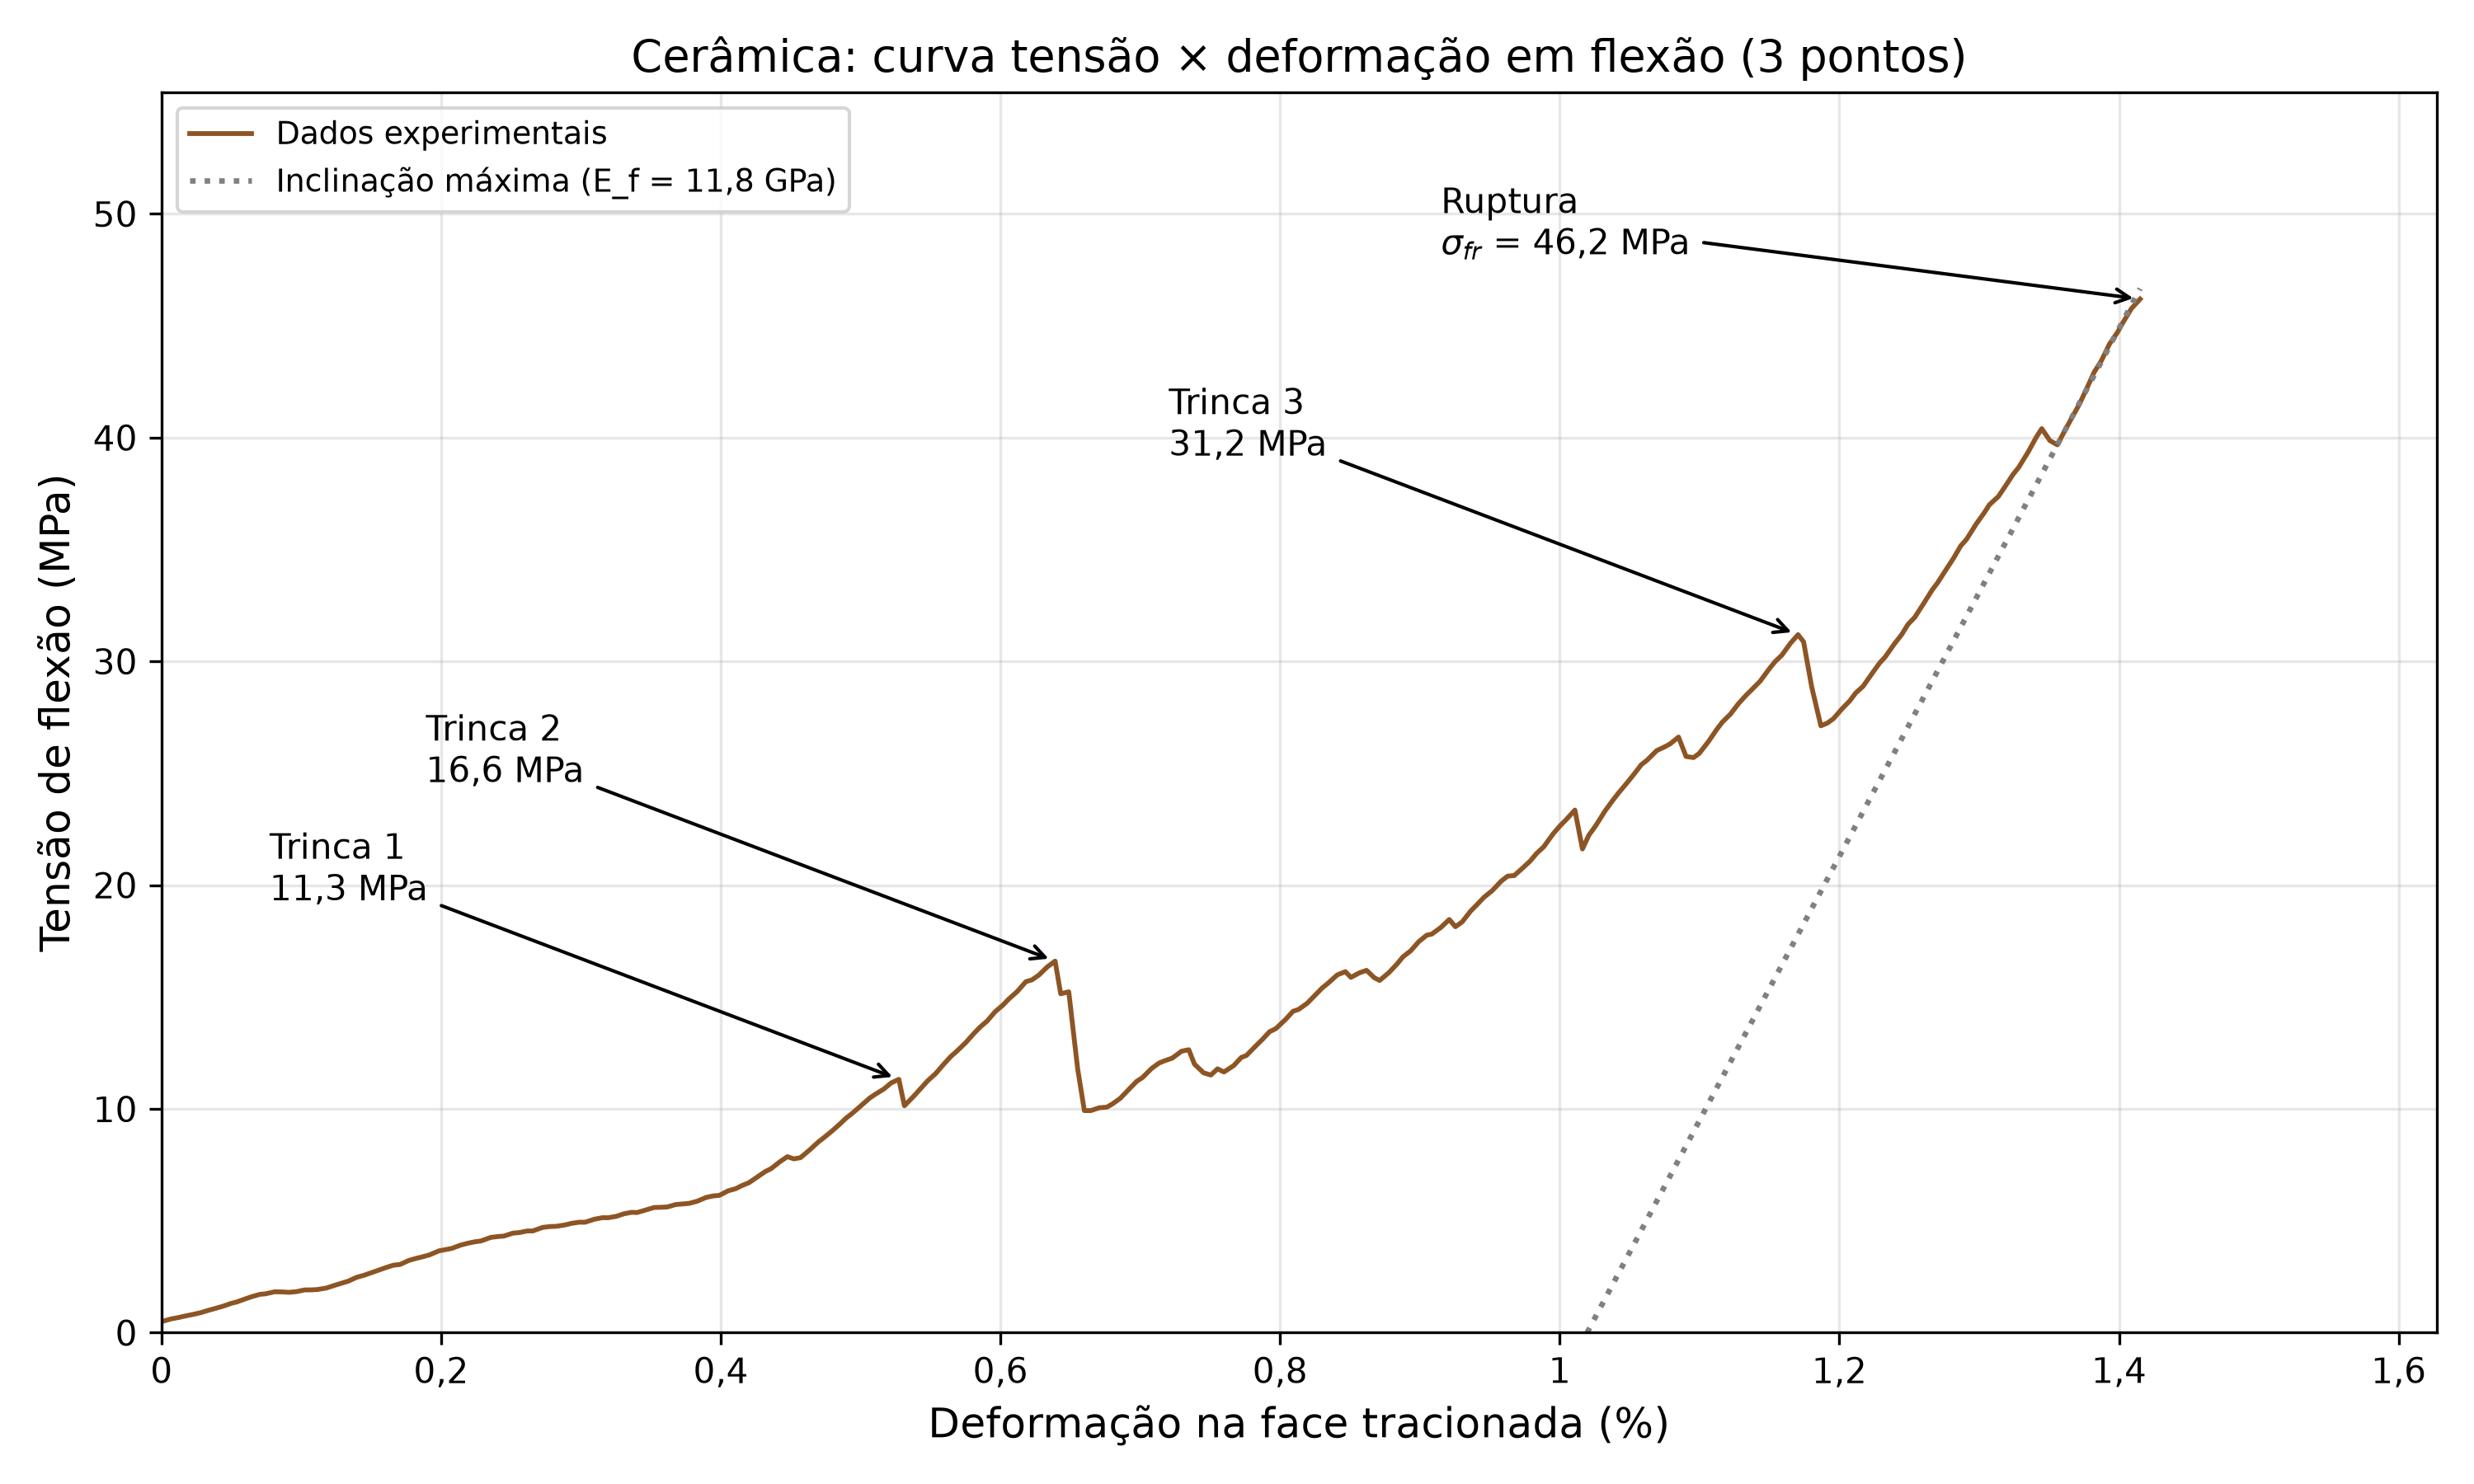 Cerâmica: curva tensão × deformação em flexão (3 pontos)
Dados experimentais
Inclinação máxima (E_f = 11,8 GPa)
Ruptura
σ_fr = 46,2 MPa
Trinca 3
31,2 MPa
Trinca 2
16,6 MPa
Trinca 1
11,3 MPa
Tensão de flexão (MPa)
50
40
30
20
10
0
0
0,2
0,4
0,6
0,8
1
1,2
1,4
1,6
Deformação na face tracionada (%)